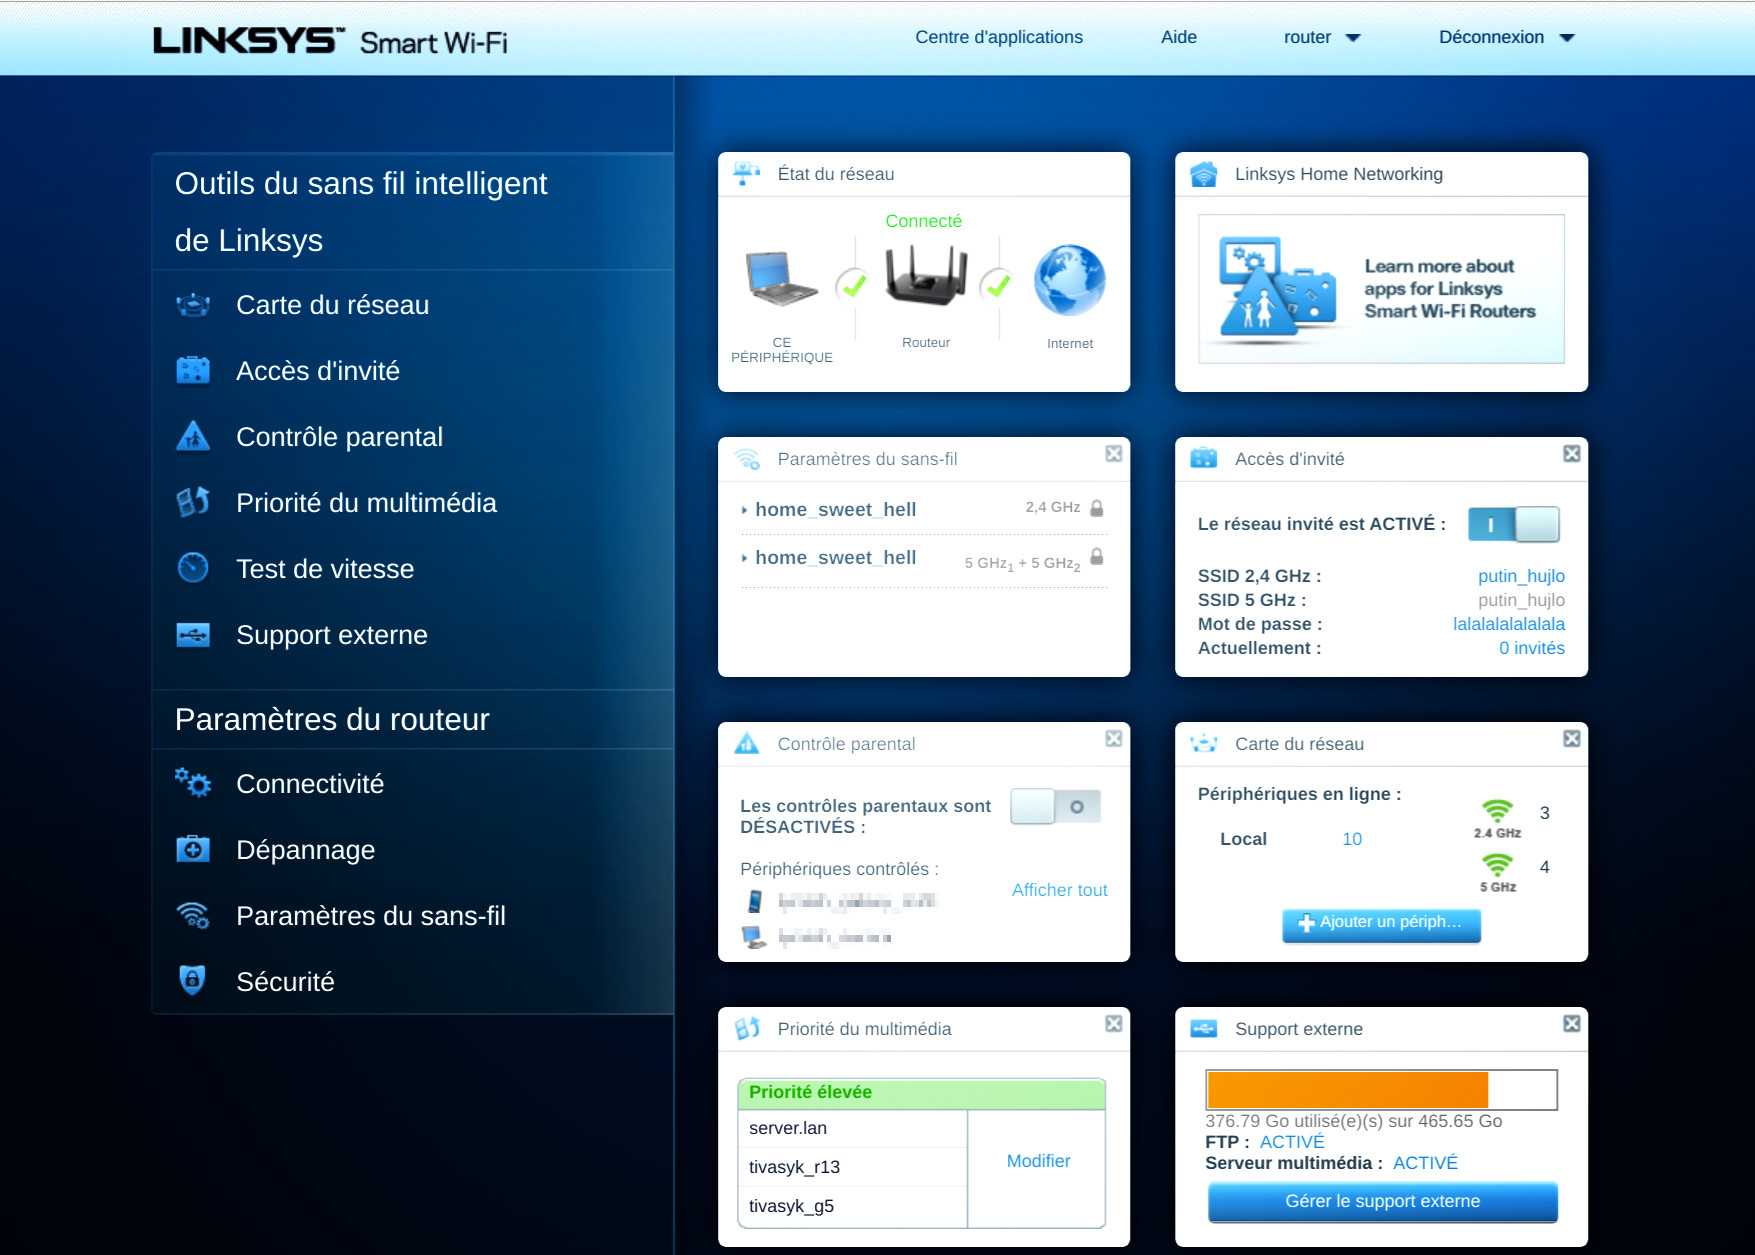 LINKSYS™ Smart Wi-Fi
Centre d'applications
Aide
router
Déconnexion
Outils du sans fil intelligent
de Linksys
Carte du réseau
Accès d'invité
Contrôle parental
Priorité du multimédia
Test de vitesse
Support externe
Paramètres du routeur
Connectivité
Dépannage
Paramètres du sans-fil
Sécurité
État du réseau
Connecté
CE
PÉRIPHÉRIQUE
Routeur
Internet
Linksys Home Networking
Learn more about
apps for Linksys
Smart Wi-Fi Routers
Paramètres du sans-fil
home_sweet_hell 2,4 GHz
home_sweet_hell 5 GHz1 + 5 GHz2
Accès d'invité
Le réseau invité est ACTIVÉ :
SSID 2,4 GHz : putin_hujlo
SSID 5 GHz : putin_hujlo
Mot de passe : lalalalalalalala
Actuellement : 0 invités
Contrôle parental
Les contrôles parentaux sont
DÉSACTIVÉS :
Périphériques contrôlés :
Afficher tout
Carte du réseau
Périphériques en ligne :
Local 10
2.4 GHz 3
5 GHz 4
Ajouter un périph...
Priorité du multimédia
Priorité élevée
server.lan
tivasyk_r13
tivasyk_g5
Modifier
Support externe
376.79 Go utilisé(e)(s) sur 465.65 Go
FTP : ACTIVÉ
Serveur multimédia : ACTIVÉ
Gérer le support externe